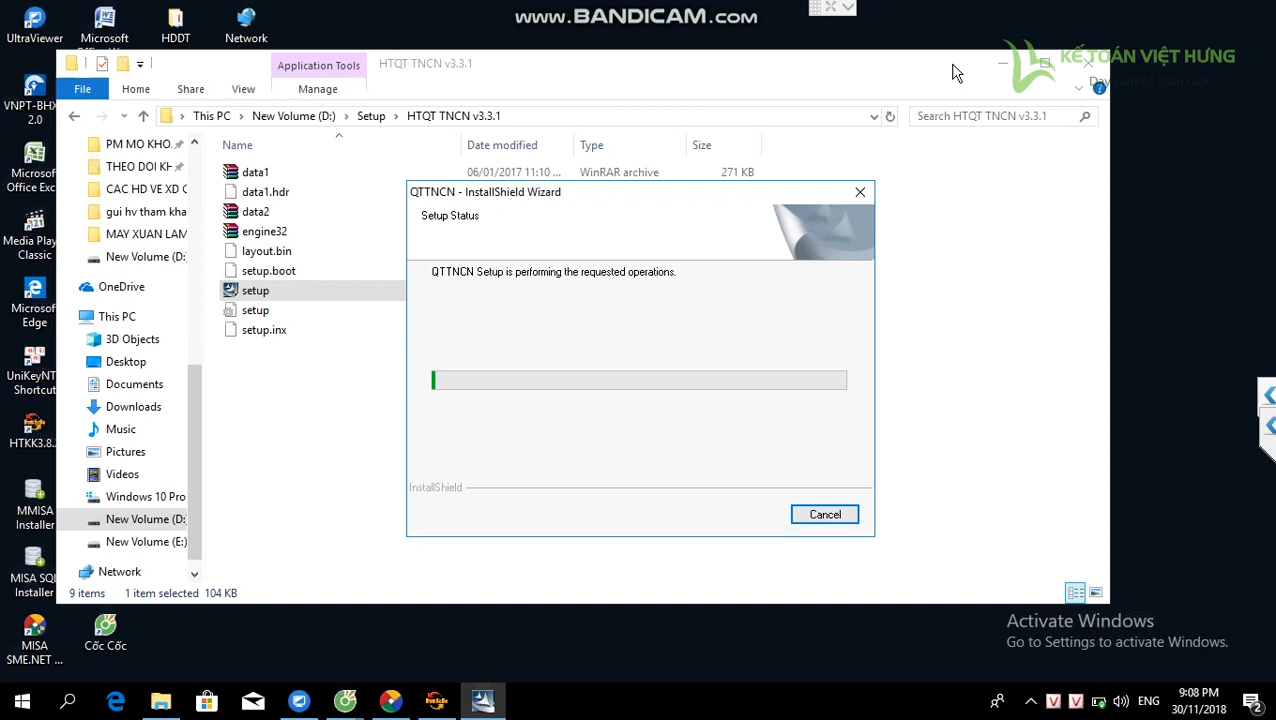 www.BANDICAM.com
UltraViewer
Microsoft
HDDT
Network
KẾ TOÁN VIỆT HƯNG
Application Tools
HTQT TNCN v3.3.1
File
Home
Share
View
Manage
This PC
New Volume (D:)
Setup
HTQT TNCN v3.3.1
Search HTQT TNCN v3.3.1
Name
Date modified
Type
Size
VNPT-BHX
2.0
Microsoft
Office Exc
Media Play
Classic
Microsoft
Edge
UniKeyNT
Shortcut
HTKK3.8.
MMISA
Installer
MISA SQL
Installer
MISA
SME.NET ...
Cốc Cốc
PM MO KHO.
THEO DOI KH
CAC HD VE XD C
gui hv tham kha
MAY XUAN LAM
New Volume (D:
OneDrive
This PC
3D Objects
Desktop
Documents
Downloads
Music
Pictures
Videos
Windows 10 Pro
New Volume (D:
New Volume (E:)
Network
data1
06/01/2017 11:10 ...
WinRAR archive
271 KB
data1.hdr
data2
engine32
layout.bin
setup.boot
setup
setup
setup.inx
QTTNCN - InstallShield Wizard
Setup Status
QTTNCN Setup is performing the requested operations.
InstallShield
Cancel
9 items
1 item selected 104 KB
Activate Windows
Go to Settings to activate Windows.
ENG
9:08 PM
30/11/2018
2